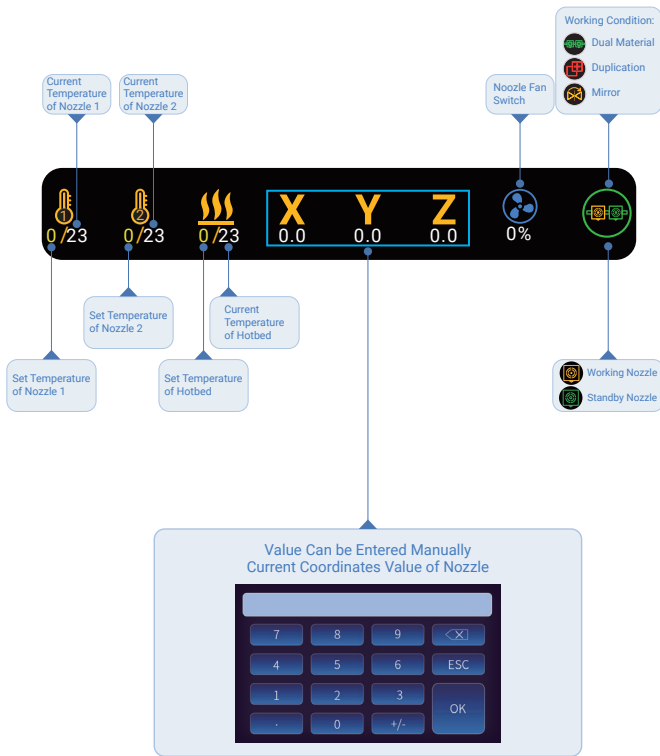 Working Condition:
Dual Material
Duplication
Mirror
Current
Temperature
of Nozzle 1
Current
Temperature
of Nozzle 2
Noozle Fan
Switch
1
2
X Y Z
0/23
0/23
0/23
0.0 0.0 0.0
0%
Set Temperature
of Nozzle 2
Current
Temperature
of Hotbed
Set Temperature
of Nozzle 1
Set Temperature
of Hotbed
Working Nozzle
Standby Nozzle
Value Can be Entered Manually
Current Coordinates Value of Nozzle
7 8 9
4 5 6 ESC
1 2 3
OK
. 0 +/-